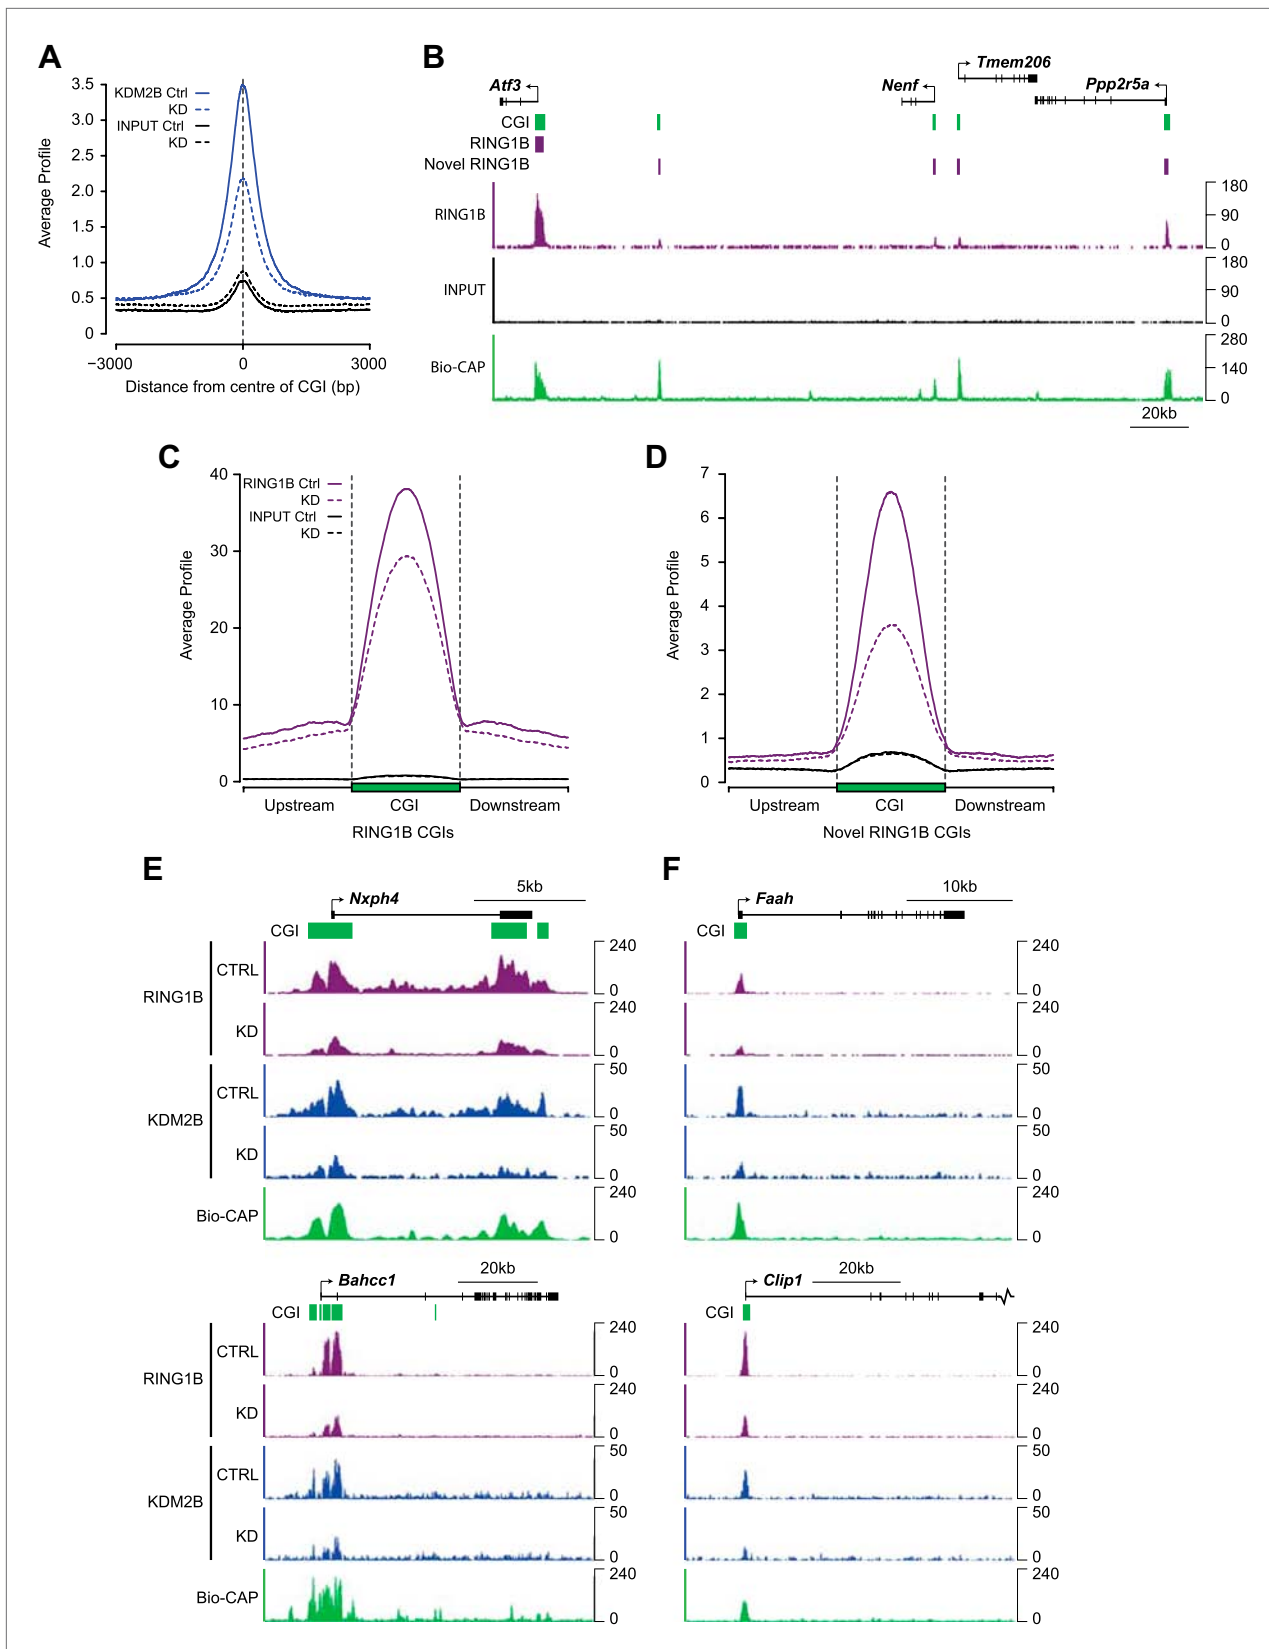 A
3.5
3.0
2.5
2.0
1.5
1.0
0.5
0
Average Profile
KDM2B Ctrl
KD
INPUT Ctrl
KD
−3000
0
3000
Distance from centre of CGI (bp)
B
Atf3
Nenf
Tmem206
Ppp2r5a
CGI
RING1B
Novel RING1B
RING1B
180
90
0
INPUT
180
90
0
Bio-CAP
280
140
0
20kb
C
40
30
20
10
0
Average Profile
RING1B Ctrl
KD
INPUT Ctrl
KD
Upstream
CGI
Downstream
RING1B CGIs
D
7
6
5
4
3
2
1
0
Average Profile
Upstream
CGI
Downstream
Novel RING1B CGIs
E
Nxph4
5kb
CGI
RING1B
CTRL
240
0
KD
240
0
KDM2B
CTRL
50
0
KD
50
0
Bio-CAP
240
0
Bahcc1
20kb
CGI
RING1B
CTRL
240
0
KD
240
0
KDM2B
CTRL
50
0
KD
50
0
Bio-CAP
240
0
F
Faah
10kb
CGI
240
0
240
0
50
0
50
0
240
0
Clip1
20kb
CGI
240
0
240
0
50
0
50
0
240
0